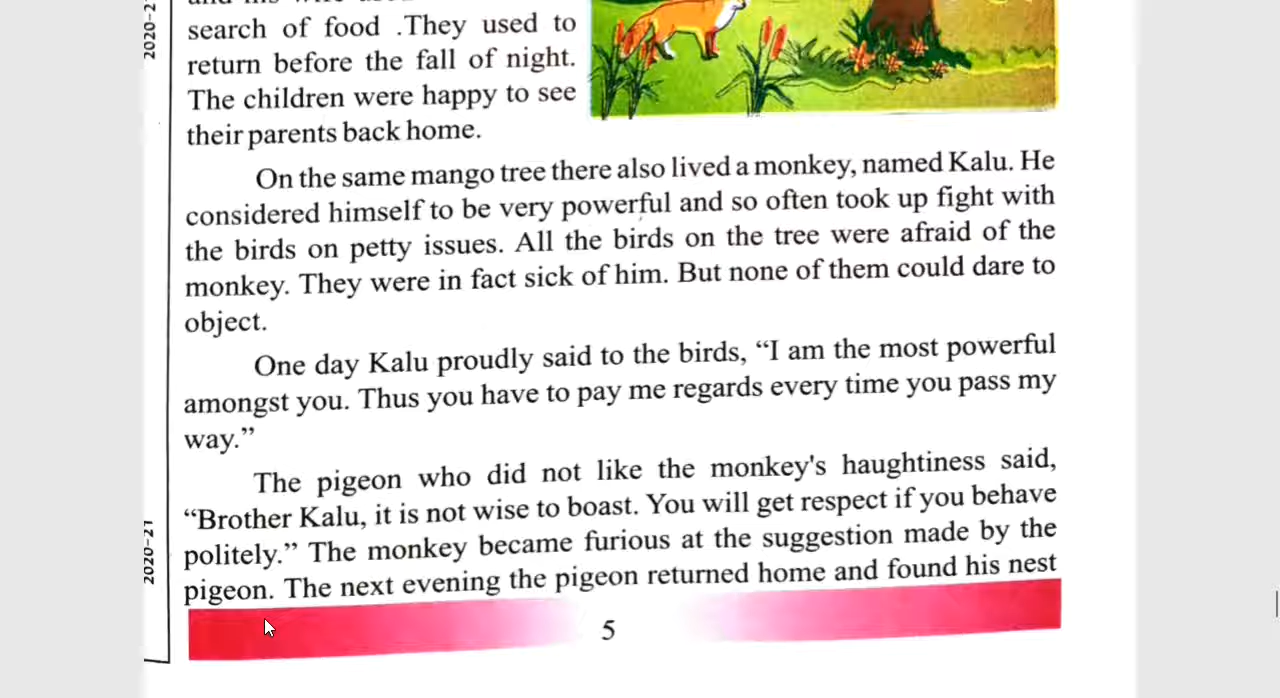 search of food .They used to
return before the fall of night.
The children were happy to see
their parents back home.
On the same mango tree there also lived a monkey, named Kalu. He
considered himself to be very powerful and so often took up fight with
the birds on petty issues. All the birds on the tree were afraid of the
monkey. They were in fact sick of him. But none of them could dare to
object.
One day Kalu proudly said to the birds, “I am the most powerful
amongst you. Thus you have to pay me regards every time you pass my
way.”
The pigeon who did not like the monkey's haughtiness said,
“Brother Kalu, it is not wise to boast. You will get respect if you behave
politely.” The monkey became furious at the suggestion made by the
pigeon. The next evening the pigeon returned home and found his nest
5
2020-21
2020-21